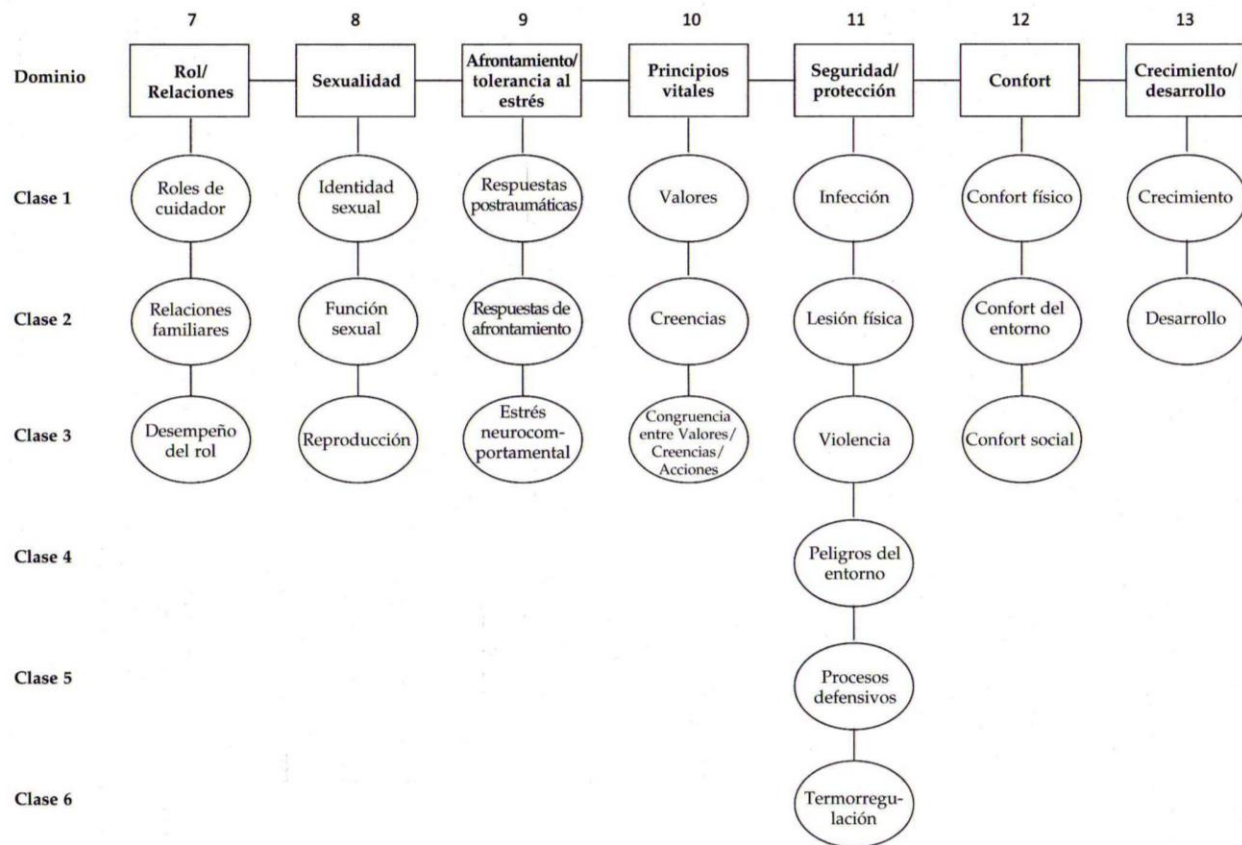 7 8 9 10 11 12 13
Dominio
Rol/
Relaciones
Sexualidad
Afrontamiento/
tolerancia al
estrés
Principios
vitales
Seguridad/
protección
Confort
Crecimiento/
desarrollo
Clase 1
Roles de
cuidador
Identidad
sexual
Respuestas
postraumáticas
Valores
Infección
Confort físico
Crecimiento
Clase 2
Relaciones
familiares
Función
sexual
Respuestas de
afrontamiento
Creencias
Lesión física
Confort del
entorno
Desarrollo
Clase 3
Desempeño
del rol
Reproducción
Estrés
neurocom-
portamental
Congruencia
entre Valores/
Creencias/
Acciones
Violencia
Confort social
Clase 4
Peligros del
entorno
Clase 5
Procesos
defensivos
Clase 6
Termorregu-
lación